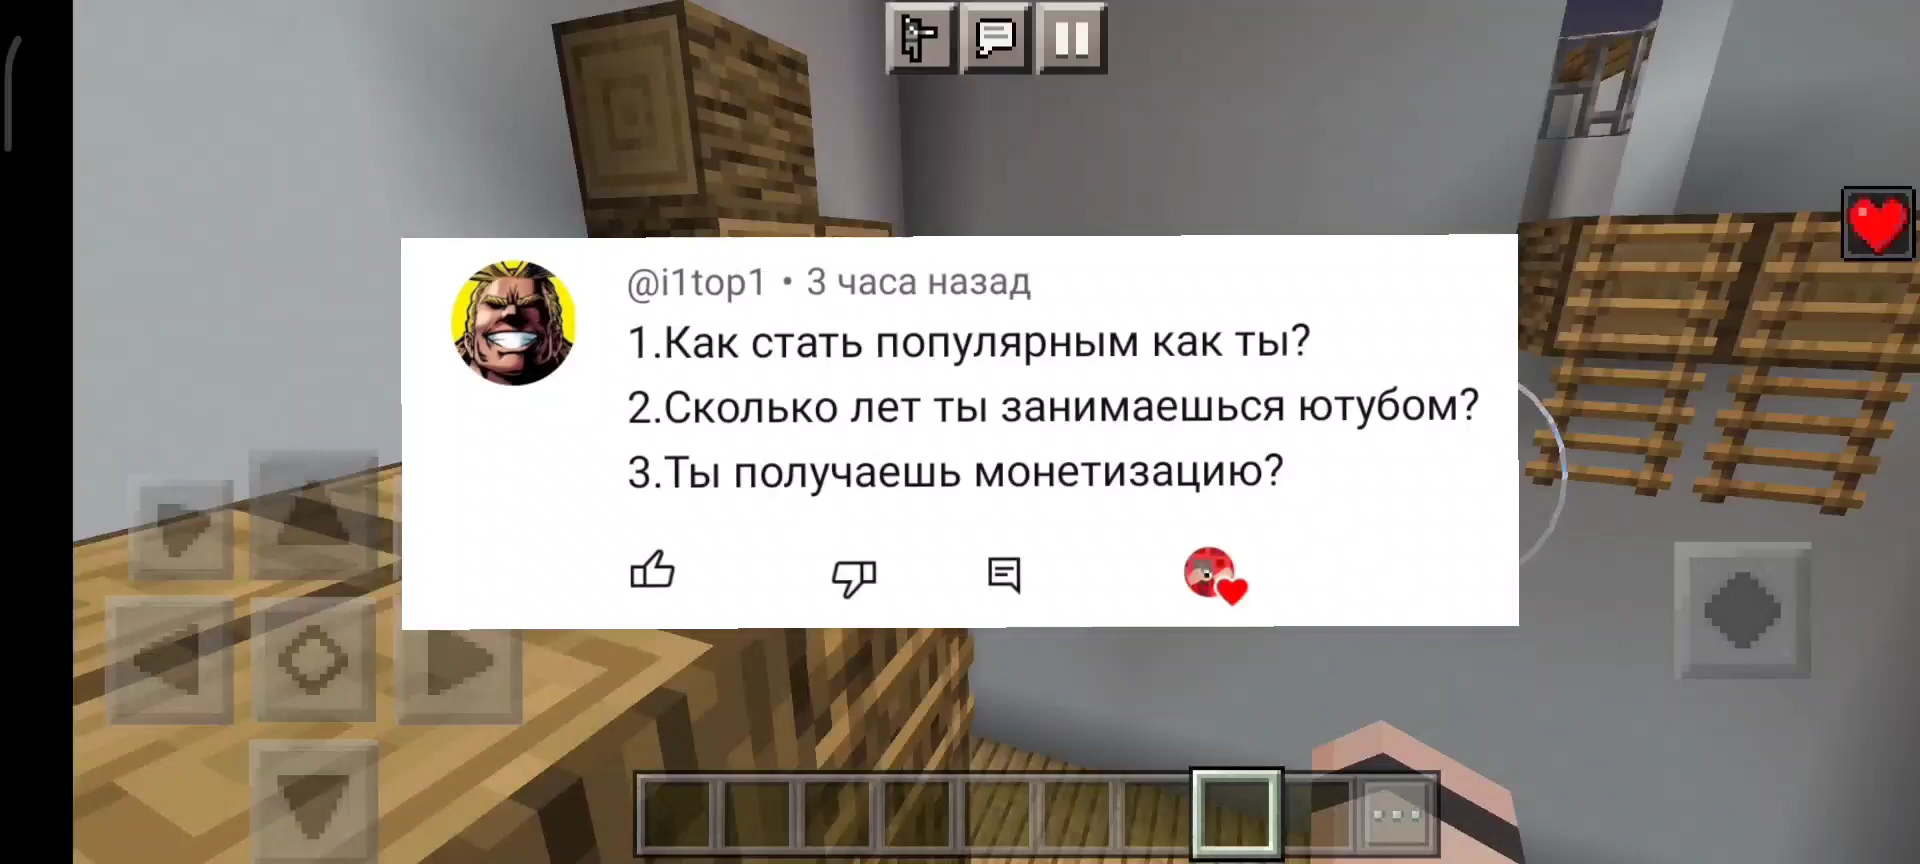 @i1top1 • 3 часа назад
1.Как стать популярным как ты?
2.Сколько лет ты занимаешься ютубом?
3.Ты получаешь монетизацию?